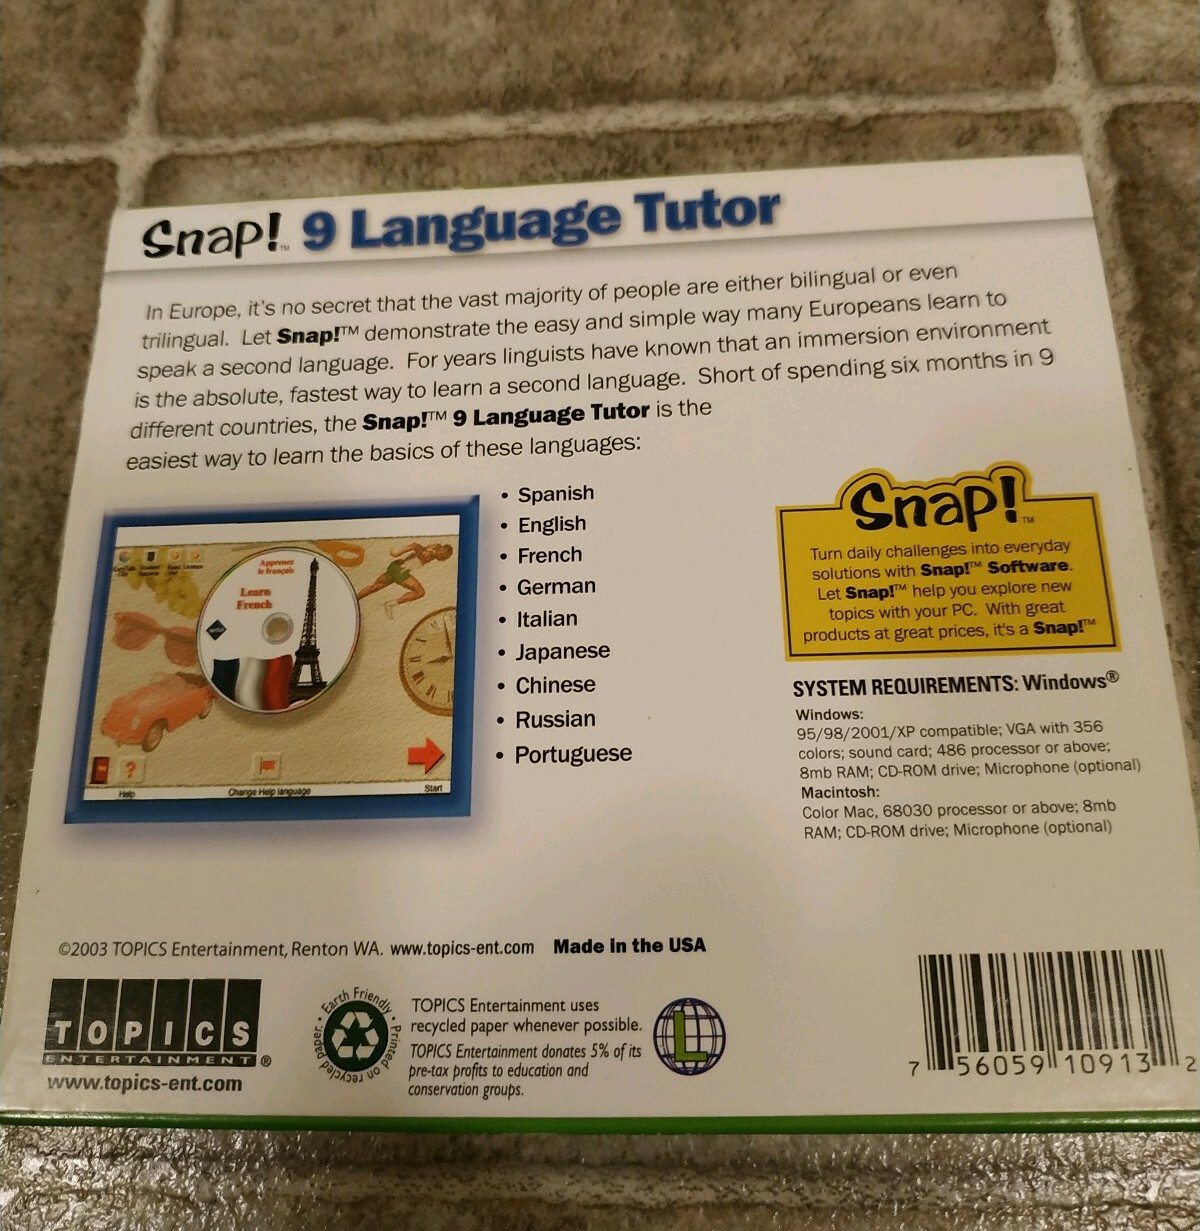 Snap!™ 9 Language Tutor
In Europe, it's no secret that the vast majority of people are either bilingual or even
trilingual. Let Snap!™ demonstrate the easy and simple way many Europeans learn to
speak a second language. For years linguists have known that an immersion environment
is the absolute, fastest way to learn a second language. Short of spending six months in 9
different countries, the Snap!™ 9 Language Tutor is the
easiest way to learn the basics of these languages:
• Spanish
• English
• French
• German
• Italian
• Japanese
• Chinese
• Russian
• Portuguese
Apprenez
le français
Learn
French
Help
Change Help language
Start
Snap!™
Turn daily challenges into everyday
solutions with Snap!™ Software.
Let Snap!™ help you explore new
topics with your PC. With great
products at great prices, it's a Snap!™
SYSTEM REQUIREMENTS: Windows®
Windows:
95/98/2001/XP compatible; VGA with 356
colors; sound card; 486 processor or above;
8mb RAM; CD-ROM drive; Microphone (optional)
Macintosh:
Color Mac, 68030 processor or above; 8mb
RAM; CD-ROM drive; Microphone (optional)
©2003 TOPICS Entertainment, Renton WA. www.topics-ent.com Made in the USA
TOPICS
ENTERTAINMENT®
www.topics-ent.com
Earth Friendly • Printed on recycled paper •
TOPICS Entertainment uses
recycled paper whenever possible.
TOPICS Entertainment donates 5% of its
pre-tax profits to education and
conservation groups.
L
7 56059 10913 2